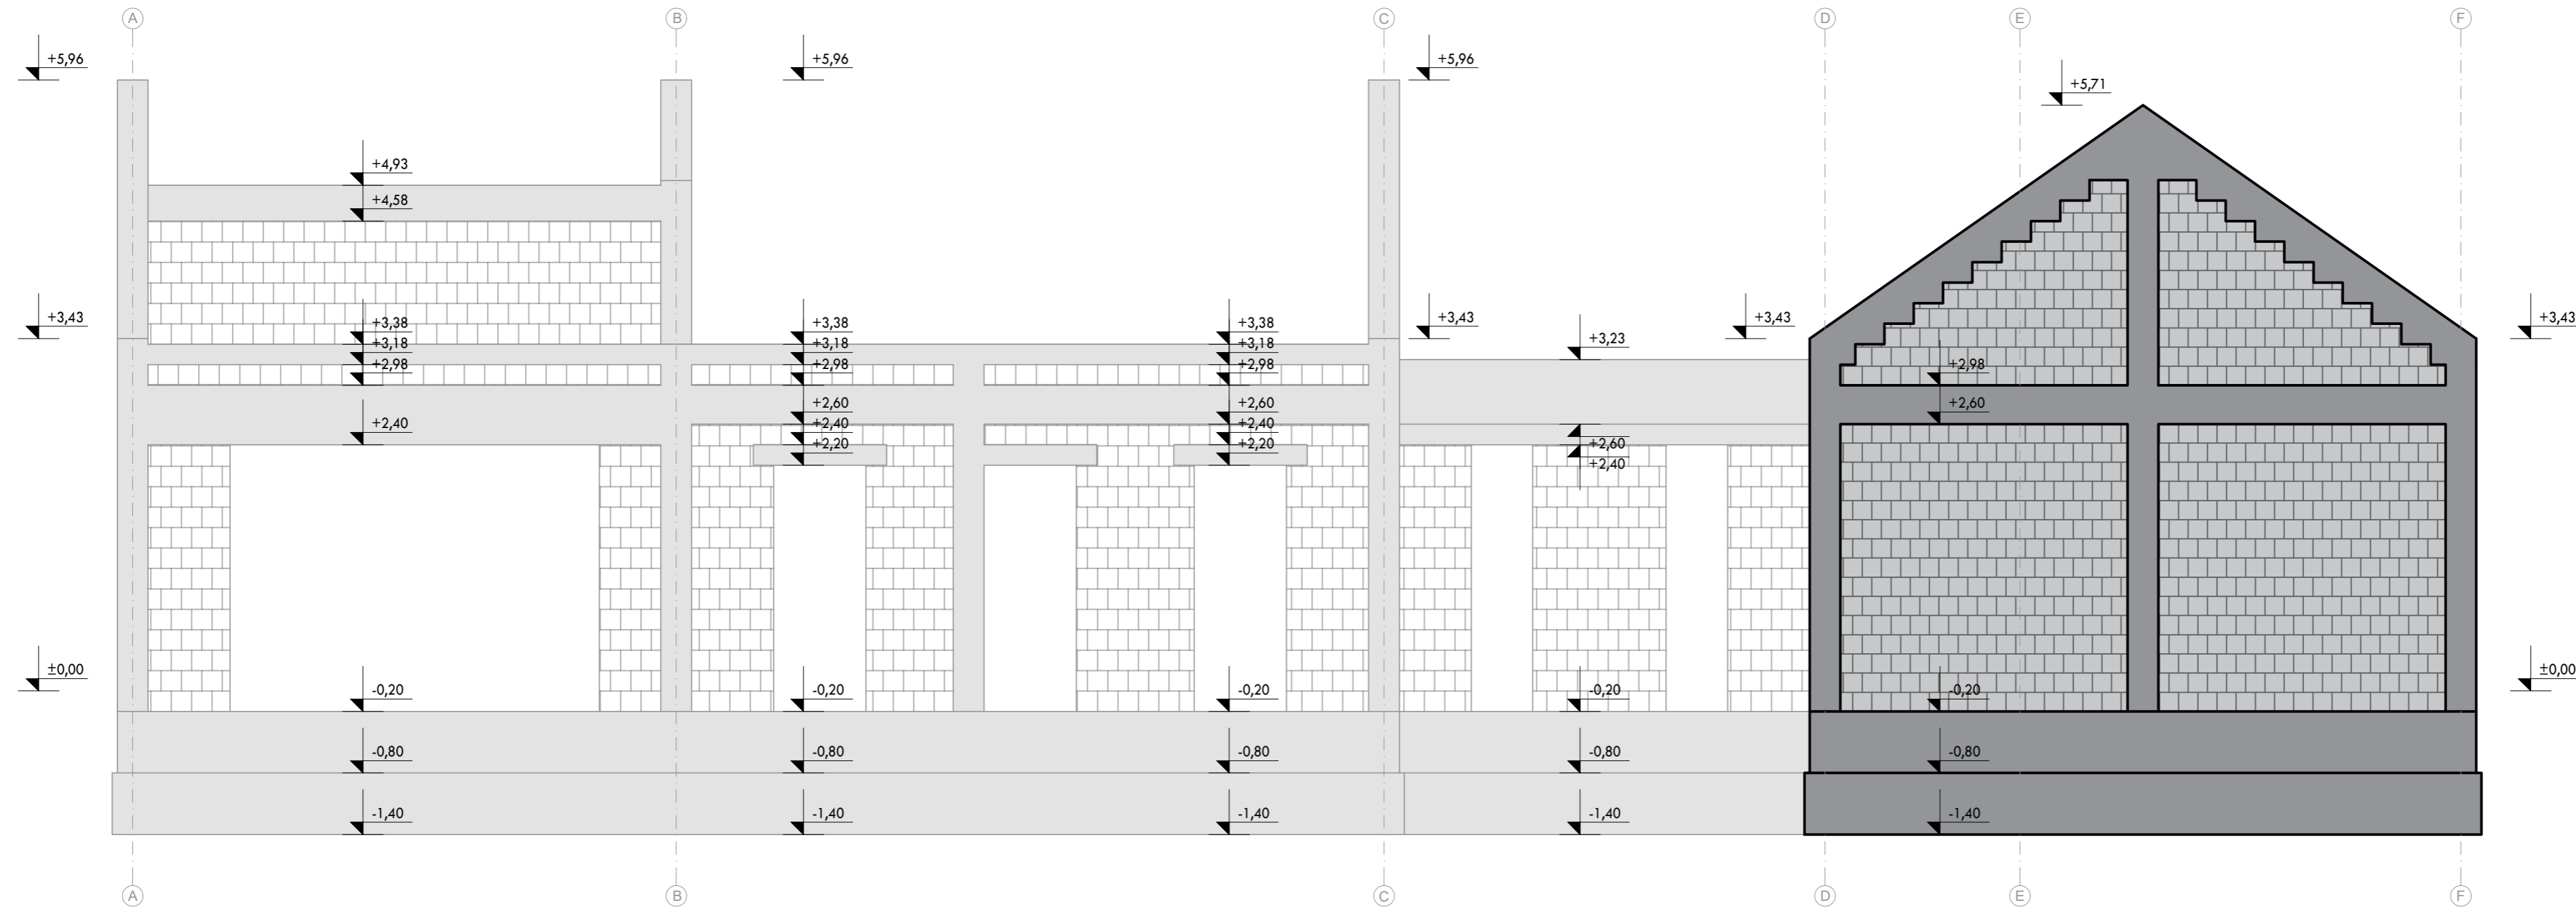 A B C D E F
+5,96 +5,96 +5,96
+5,71
+4,93
+4,58
+3,43 +3,43 +3,43 +3,43
+3,38 +3,38 +3,38
+3,23
+3,18 +3,18 +3,18
+2,98 +2,98 +2,98 +2,98
+2,60 +2,60 +2,60
+2,40 +2,40 +2,40
+2,60
+2,20 +2,20
+2,40
±0,00 ±0,00
-0,20 -0,20 -0,20 -0,20 -0,20
-0,80 -0,80 -0,80 -0,80 -0,80
-1,40 -1,40 -1,40 -1,40 -1,40
A B C D E F